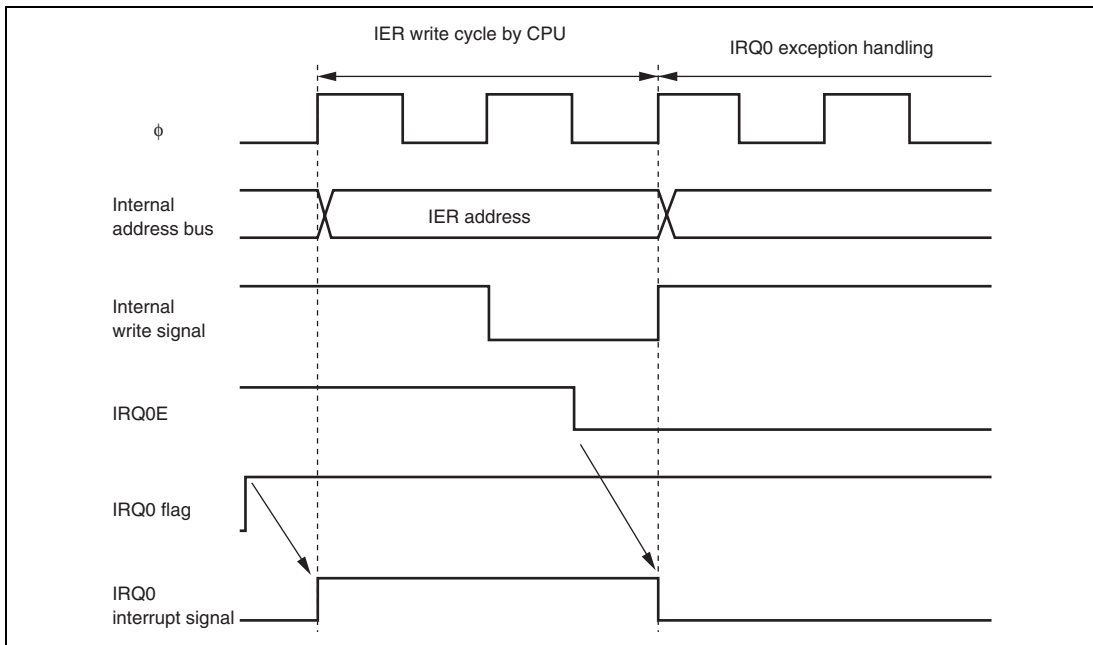 IER write cycle by CPU
IRQ0 exception handling
ϕ
Internal
address bus
IER address
Internal
write signal
IRQ0E
IRQ0 flag
IRQ0
interrupt signal